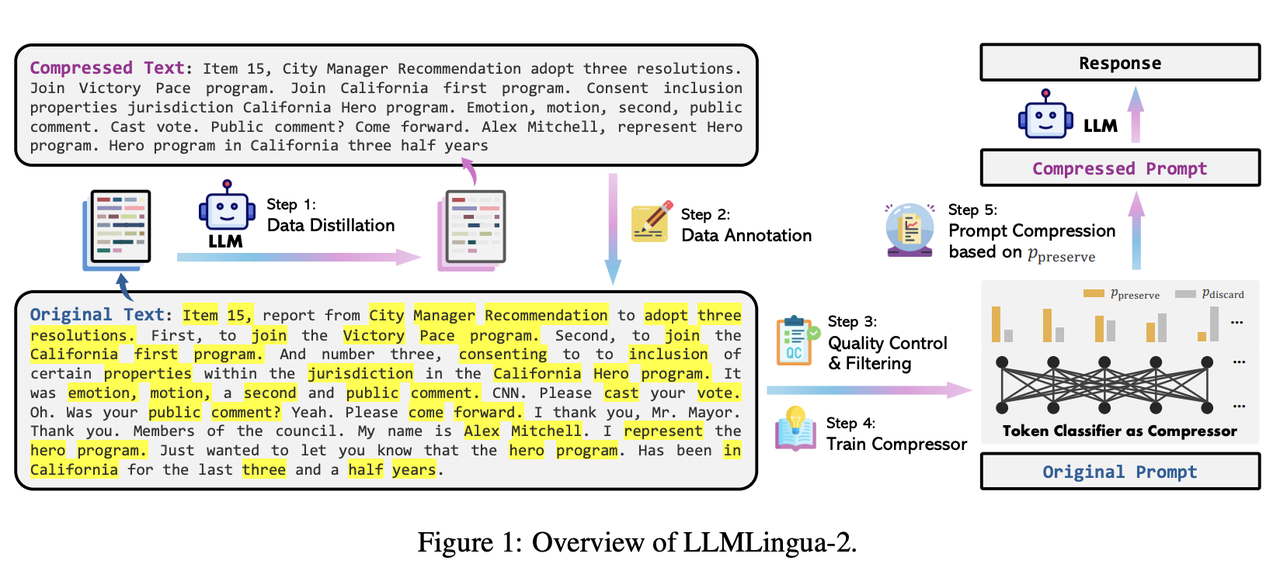 Compressed Text: Item 15, City Manager Recommendation adopt three resolutions.
Join Victory Pace program. Join California first program. Consent inclusion
properties jurisdiction California Hero program. Emotion, motion, second, public
comment. Cast vote. Public comment? Come forward. Alex Mitchell, represent Hero
program. Hero program in California three half years
LLM
Step 1:
Data Distillation
Step 2:
Data Annotation
Original Text: Item 15, report from City Manager Recommendation to adopt three
resolutions. First, to join the Victory Pace program. Second, to join the
California first program. And number three, consenting to to inclusion of
certain properties within the jurisdiction in the California Hero program. It
was emotion, motion, a second and public comment. CNN. Please cast your vote.
Oh. Was your public comment? Yeah. Please come forward. I thank you, Mr. Mayor.
Thank you. Members of the council. My name is Alex Mitchell. I represent the
hero program. Just wanted to let you know that the hero program. Has been in
California for the last three and a half years.
QC
Step 3:
Quality Control
& Filtering
Step 4:
Train Compressor
Response
LLM
Compressed Prompt
Step 5:
Prompt Compression
based on p_preserve
p_preserve p_discard
...
...
...
Token Classifier as Compressor
Original Prompt
Figure 1: Overview of LLMLingua-2.